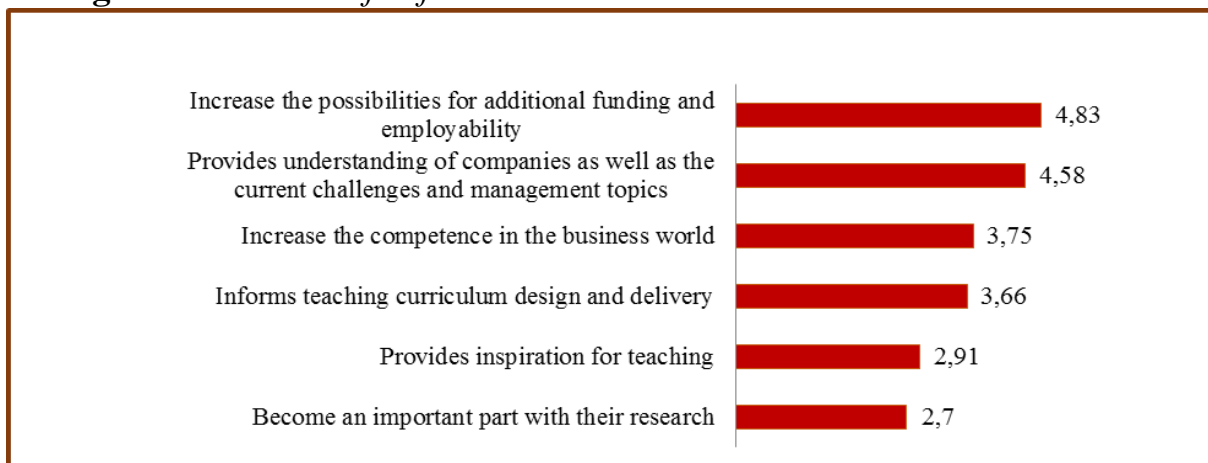 Increase the possibilities for additional funding and
employability
4,83
Provides understanding of companies as well as the
current challenges and management topics
4,58
Increase the competence in the business world
3,75
Informs teaching curriculum design and delivery
3,66
Provides inspiration for teaching
2,91
Become an important part with their research
2,7